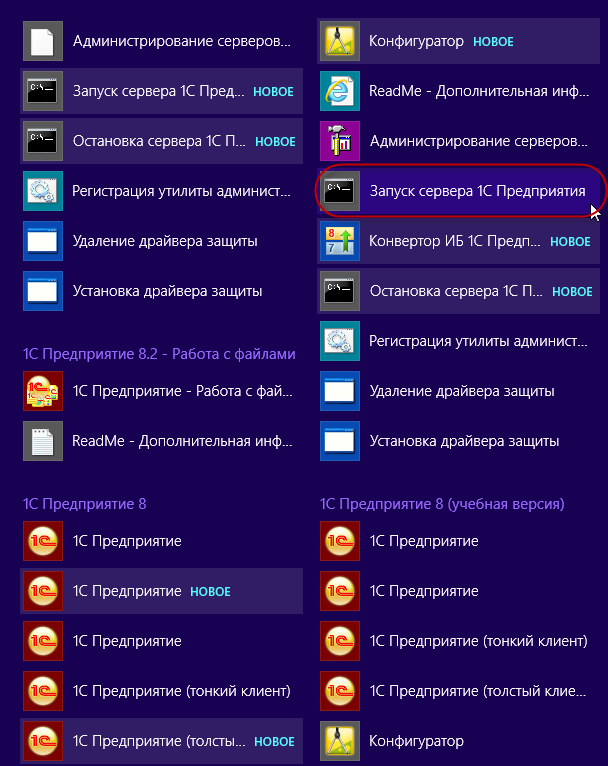 Администрирование серверов...
Запуск сервера 1С Пред... НОВОЕ
Остановка сервера 1С П... НОВОЕ
Регистрация утилиты админист...
Удаление драйвера защиты
Установка драйвера защиты
1С Предприятие 8.2 - Работа с файлами
1С Предприятие - Работа с фай...
ReadMe - Дополнительная инф...
1С Предприятие 8
1С Предприятие
1С Предприятие НОВОЕ
1С Предприятие
1С Предприятие (тонкий клиент)
1С Предприятие (толсты... НОВОЕ
Конфигуратор НОВОЕ
ReadMe - Дополнительная инф...
Администрирование серверов...
Запуск сервера 1С Предприятия
Конвертор ИБ 1С Предп... НОВОЕ
Остановка сервера 1С П... НОВОЕ
Регистрация утилиты админист...
Удаление драйвера защиты
Установка драйвера защиты
1С Предприятие 8 (учебная версия)
1С Предприятие
1С Предприятие
1С Предприятие (тонкий клиент)
1С Предприятие (толстый клие...
Конфигуратор